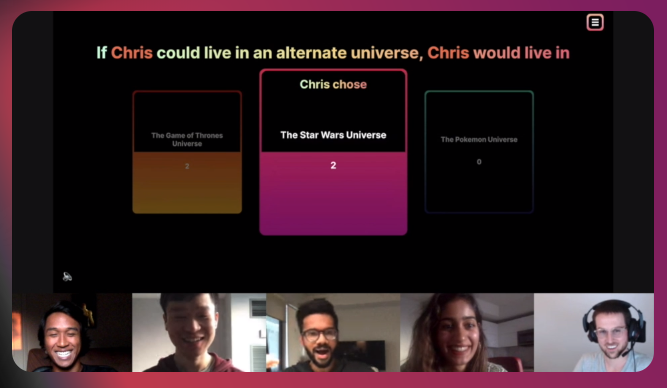 If Chris could live in an alternate universe, Chris would live in
Chris chose
The Game of Thrones
Universe
2
The Star Wars Universe
2
The Pokemon Universe
0